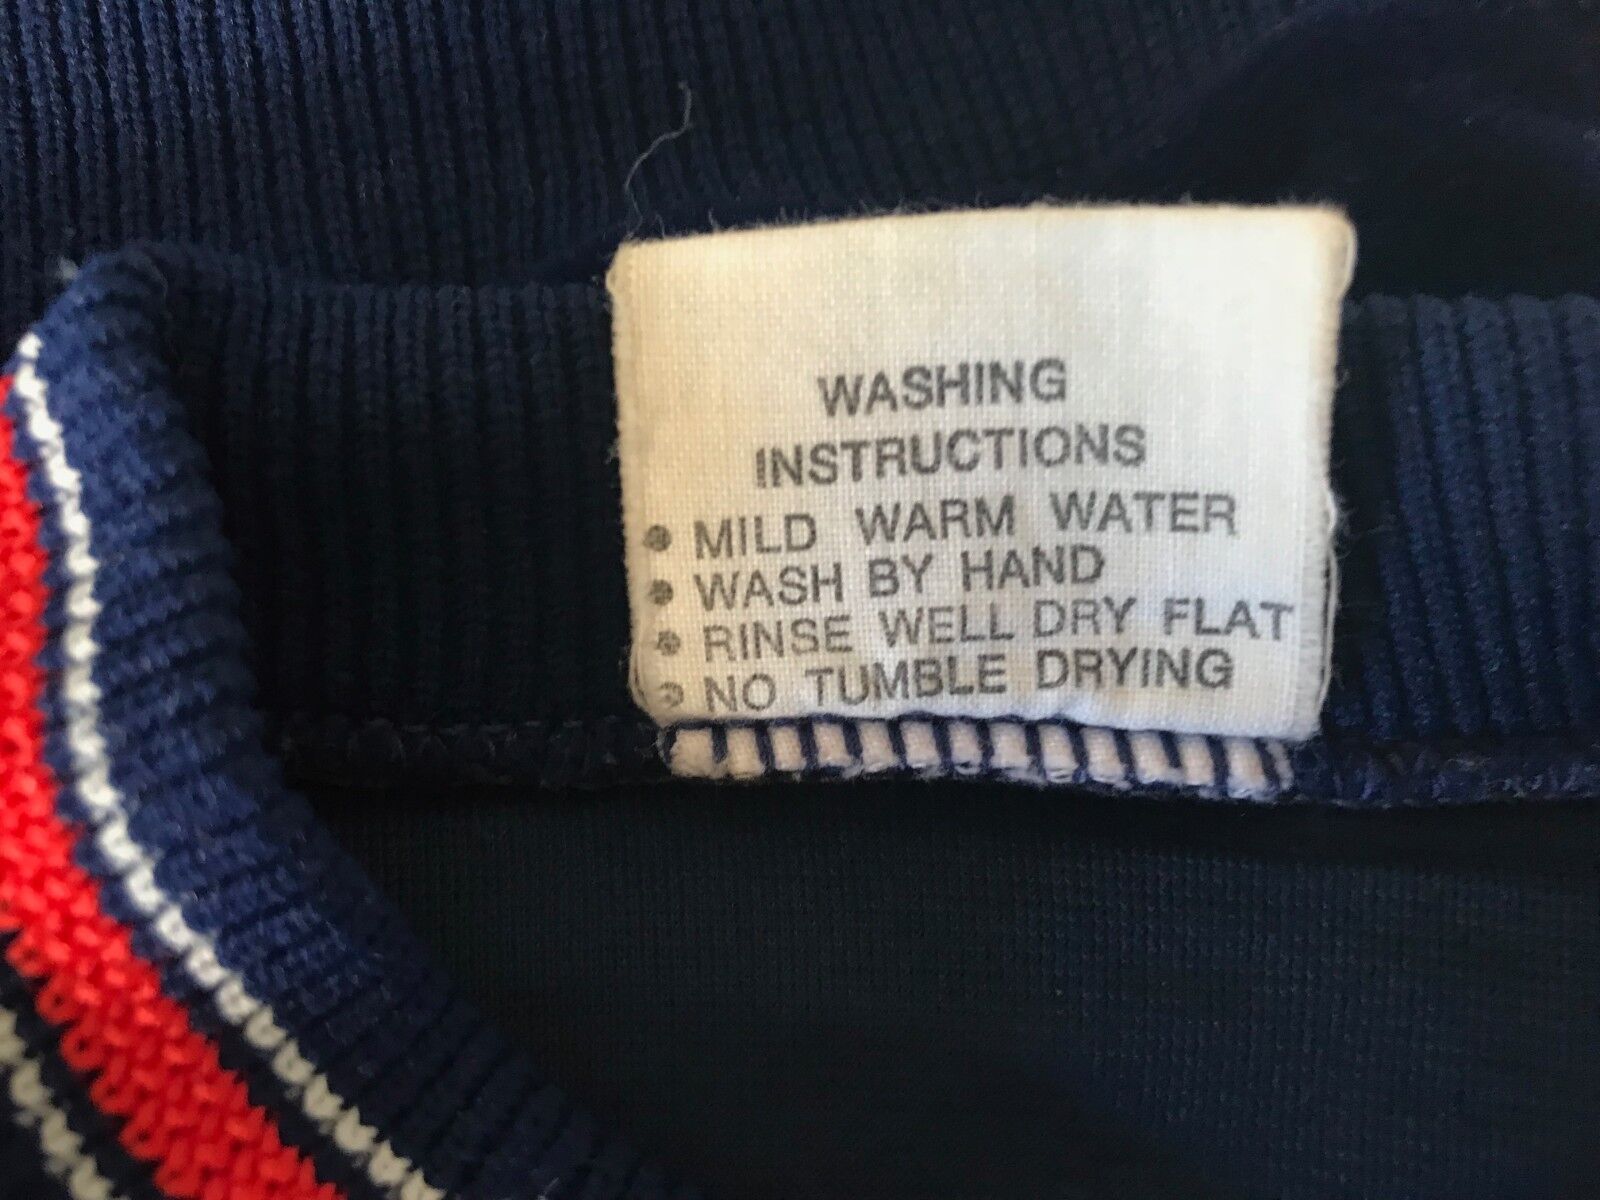 WASHING
INSTRUCTIONS
• MILD WARM WATER
• WASH BY HAND
• RINSE WELL DRY FLAT
• NO TUMBLE DRYING